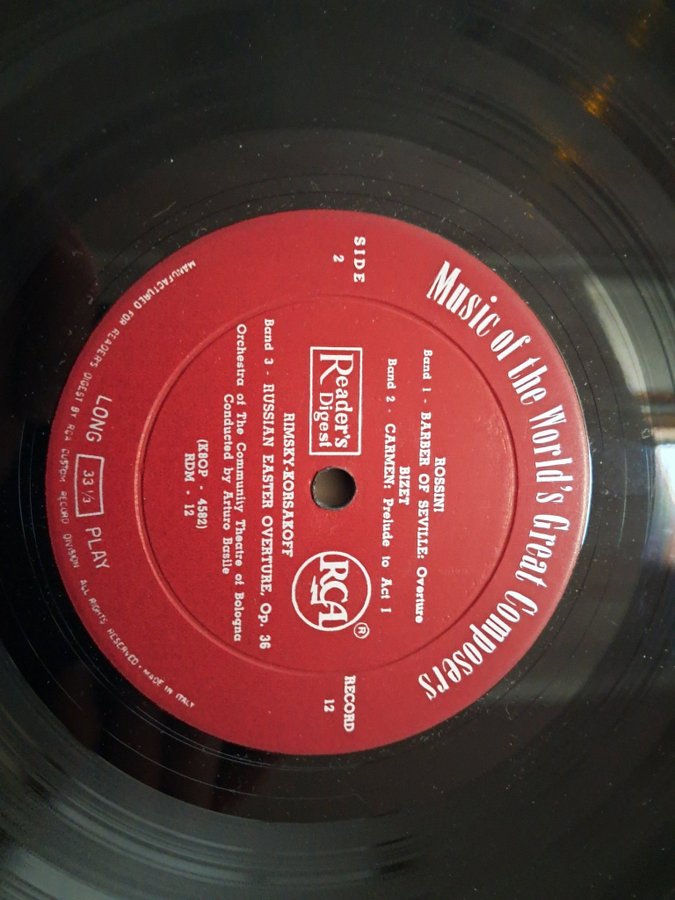 Music of the World's Great Composers
SIDE
2
RECORD
12
ROSSINI
Band 1 - BARBER OF SEVILLE: Overture
BIZET
Band 2 - CARMEN: Prelude to Act 1
Reader's
Digest
RCA ®
RIMSKY-KORSAKOFF
Band 3 - RUSSIAN EASTER OVERTURE, Op. 36
Orchestra of The Community Theatre of Bologna
Conducted by Arturo Basile
(K8OP - 4582)
RDM - 12
LONG 33 1/3 PLAY
MANUFACTURED FOR READERS DIGEST BY RCA CUSTOM RECORD DIVISION ALL RIGHTS RESERVED - MADE IN ITALY